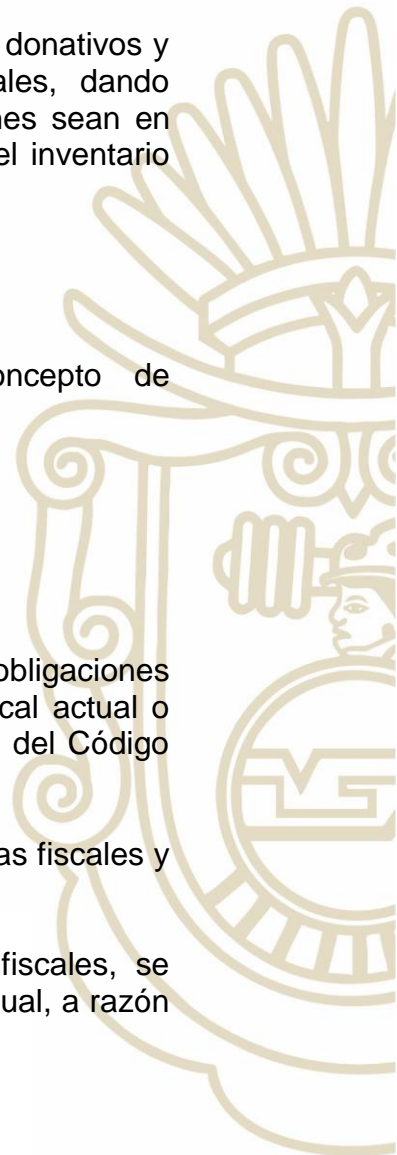 donativos y
ales, dando
nes sean en
el inventario
oncepto de
obligaciones
cal actual o
del Código
as fiscales y
fiscales, se
ual, a razón